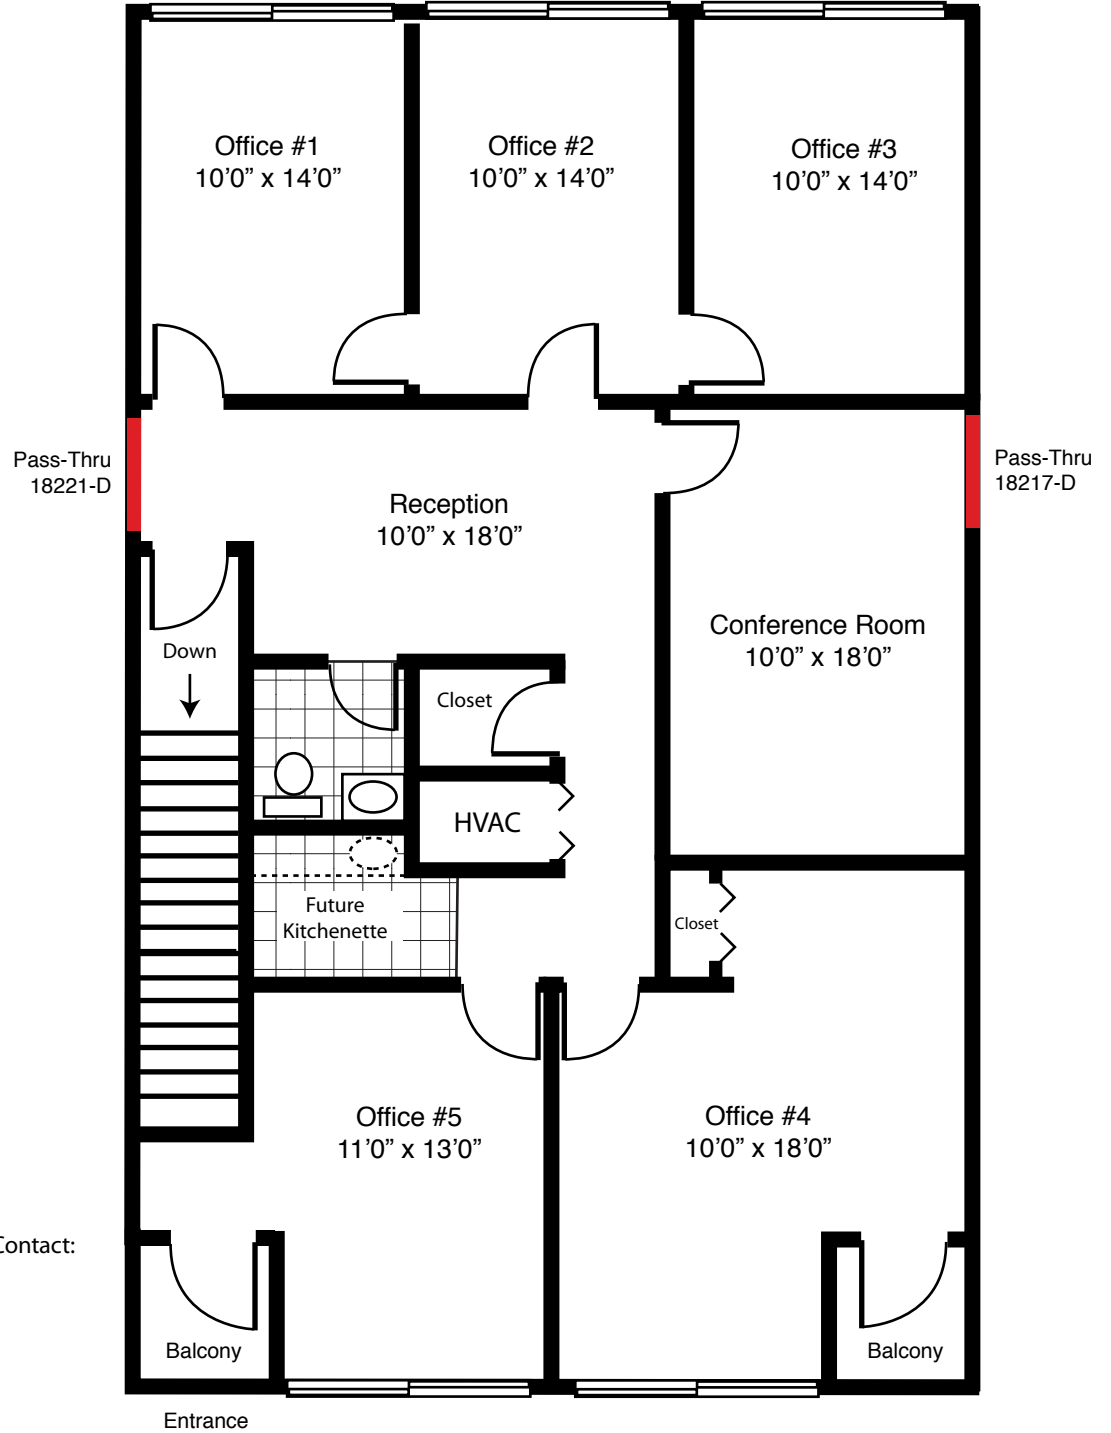 Office #1
10’0” x 14’0”
Office #2
10’0” x 14’0”
Office #3
10’0” x 14’0”
Pass-Thru
18221-D
Pass-Thru
18217-D
Reception
10’0” x 18’0”
Conference Room
10’0” x 18’0”
Down
Closet
HVAC
Future
Kitchenette
Closet
Office #5
11’0” x 13’0”
Office #4
10’0” x 18’0”
Contact:
Balcony
Balcony
Entrance